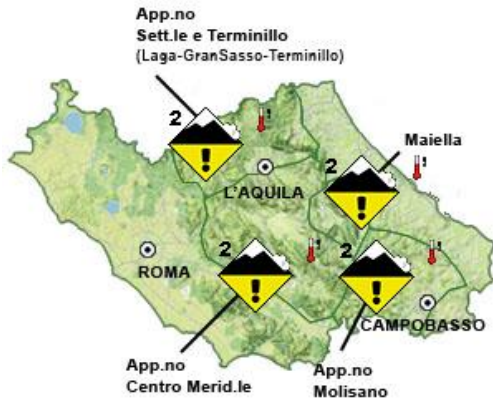 App.no
Sett.le e Terminillo
(Laga-GranSasso-Terminillo)
2
!
Maiella
2
!
L'AQUILA
ROMA
2
!
2
!
CAMPOBASSO
App.no
Centro Merid.le
App.no
Molisano